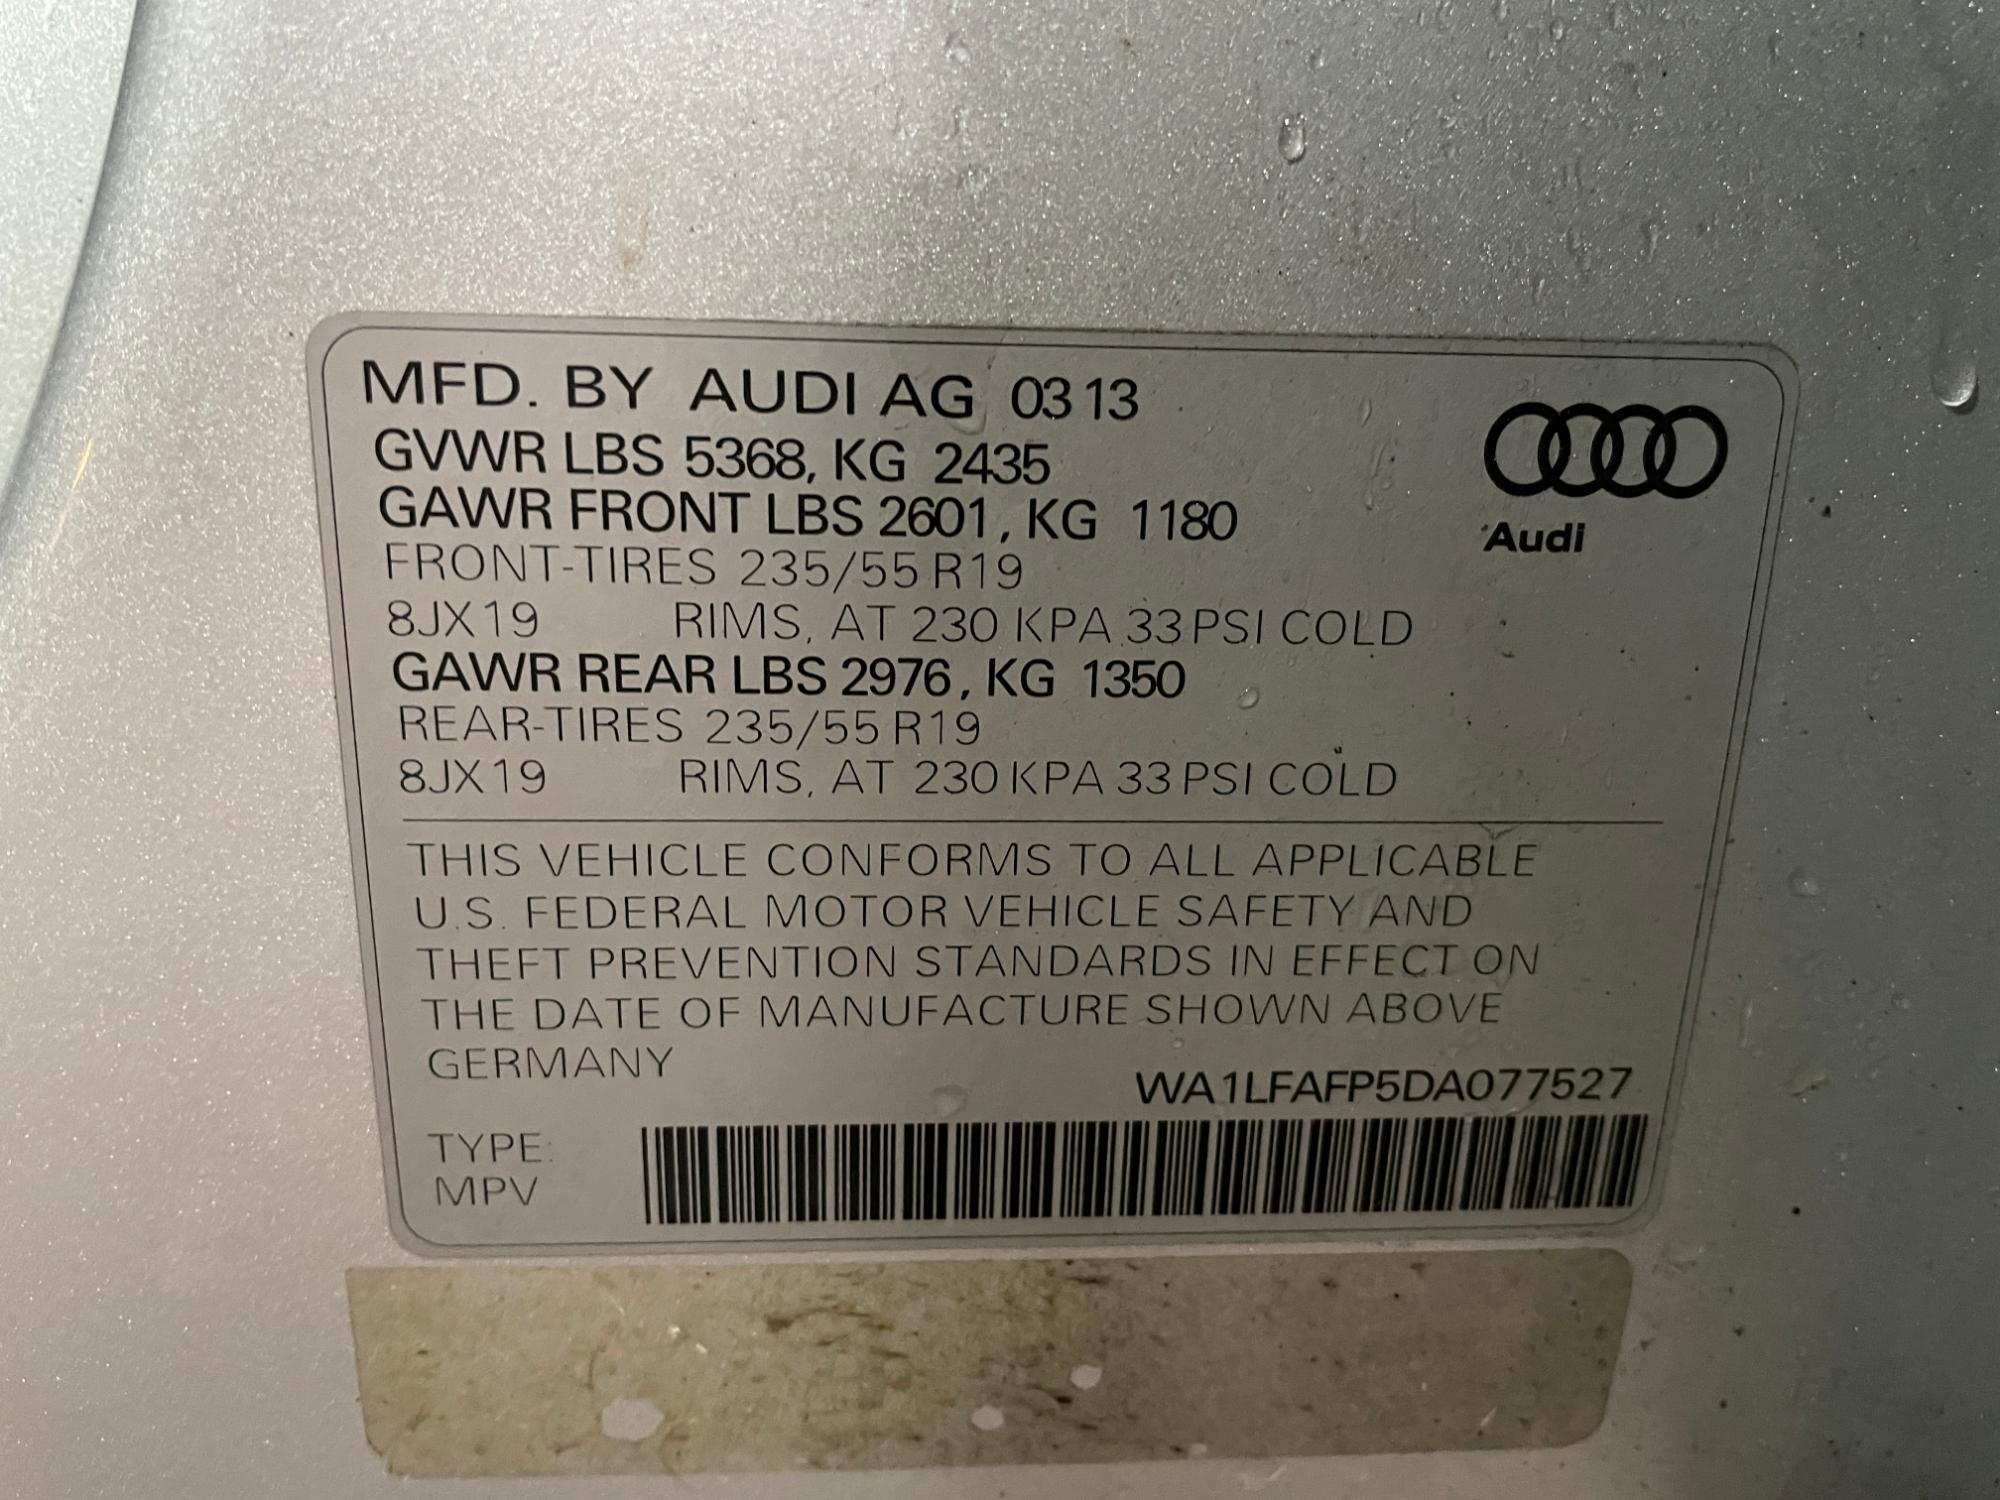 MFD. BY AUDI AG 03 13
GVWR LBS 5368, KG 2435
GAWR FRONT LBS 2601, KG 1180
Audi
FRONT-TIRES 235/55 R19
8JX19 RIMS, AT 230 KPA 33 PSI COLD
GAWR REAR LBS 2976, KG 1350
REAR-TIRES 235/55 R19
8JX19 RIMS, AT 230 KPA 33 PSI COLD
THIS VEHICLE CONFORMS TO ALL APPLICABLE
U.S. FEDERAL MOTOR VEHICLE SAFETY AND
THEFT PREVENTION STANDARDS IN EFFECT ON
THE DATE OF MANUFACTURE SHOWN ABOVE
GERMANY
WA1LFAFP5DA077527
TYPE:
MPV